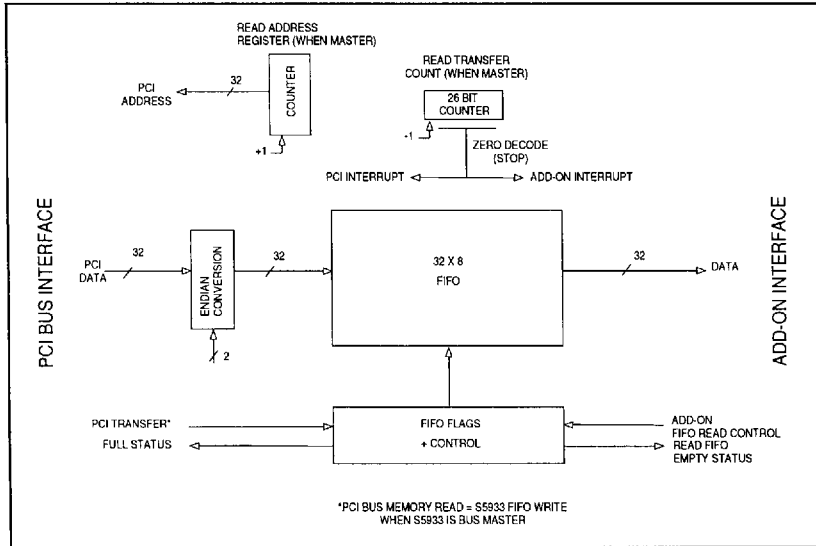 READ ADDRESS
REGISTER (WHEN MASTER)
READ TRANSFER
COUNT (WHEN MASTER)
PCI
ADDRESS
32
COUNTER
+1
26 BIT
COUNTER
-1
ZERO DECODE
(STOP)
PCI INTERRUPT
ADD-ON INTERRUPT
PCI BUS INTERFACE
PCI
DATA
32
ENDIAN
CONVERSION
2
32
32 X 8
FIFO
32
DATA
ADD-ON INTERFACE
PCI TRANSFER*
FULL STATUS
FIFO FLAGS
+ CONTROL
ADD-ON
FIFO READ CONTROL
READ FIFO
EMPTY STATUS
*PCI BUS MEMORY READ = S5933 FIFO WRITE
WHEN S5933 IS BUS MASTER